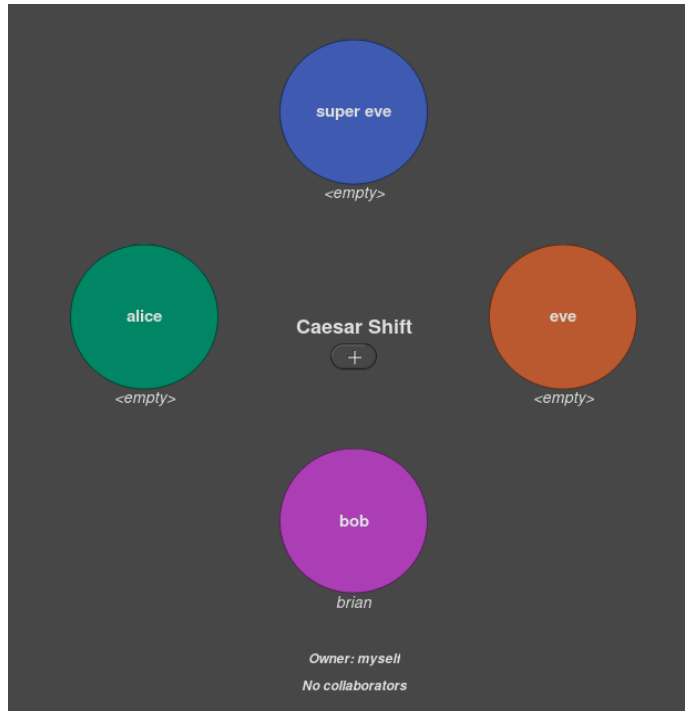 super eve
<empty>
alice
eve
Caesar Shift
+
<empty>
<empty>
bob
brian
Owner: myself
No collaborators